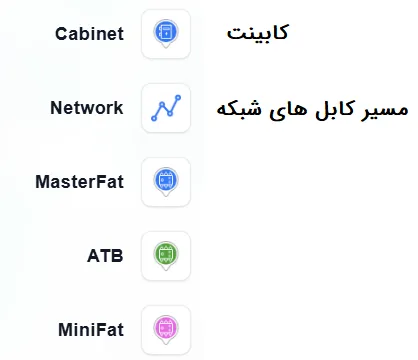 Cabinet کابینت
Network مسیر کابل های شبکه
MasterFat
ATB
MiniFat